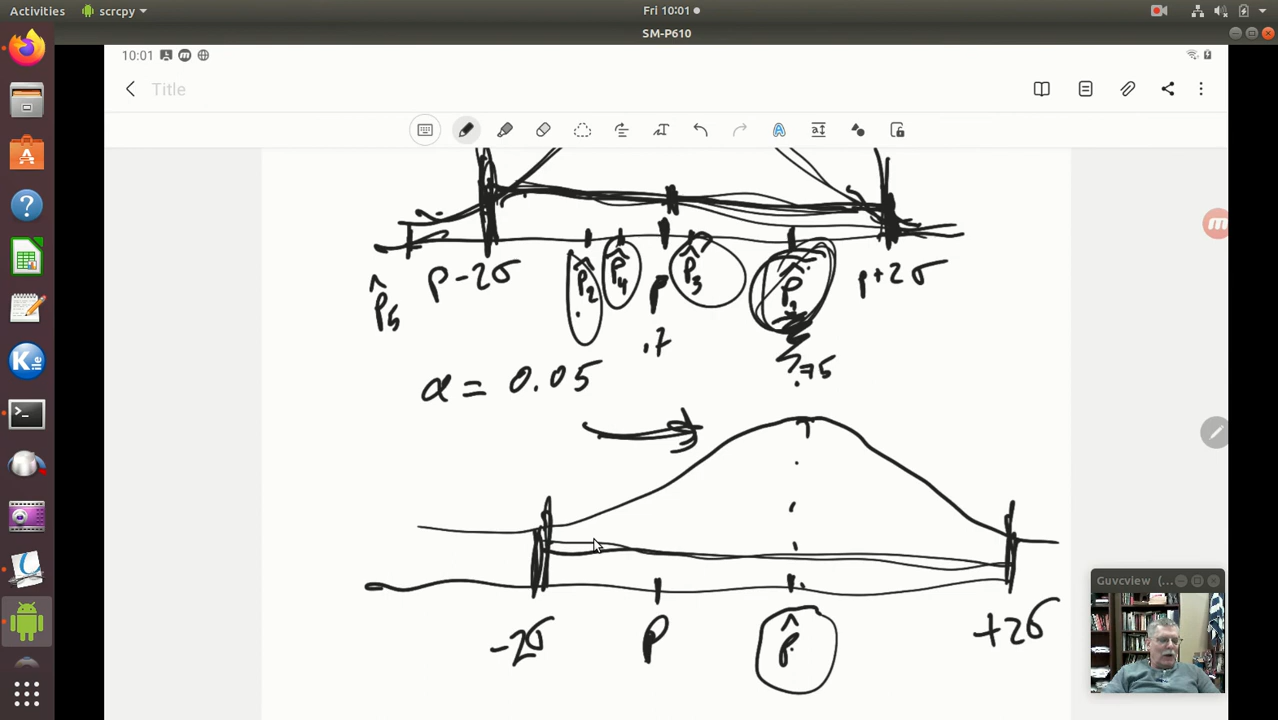 Activities scrcpy Fri 10:01
SM-P610
10:01
Title
p̂5 p-2σ p̂2 p̂4 p p̂3 p+2σ
.7 .75
α = 0.05
-2σ p p̂ +2σ
Guvcview (...